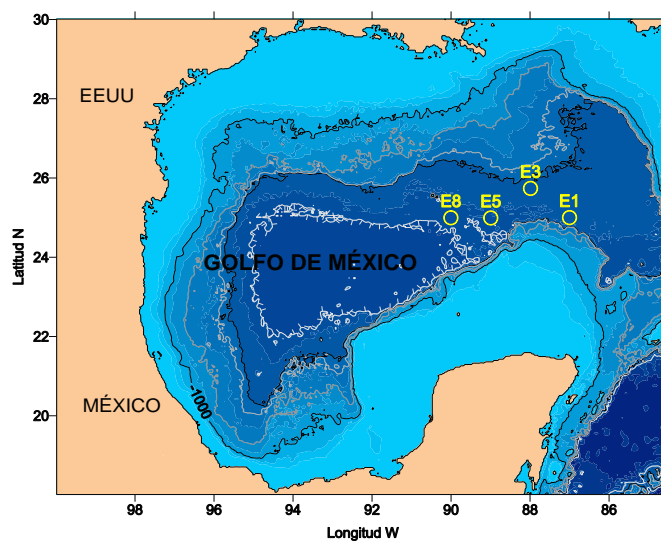 30
28
26
24
22
20
Latitud N
EEUU
E3
E8
E5
E1
GOLFO DE MÉXICO
-1000
MÉXICO
98
96
94
92
90
88
86
Longitud W